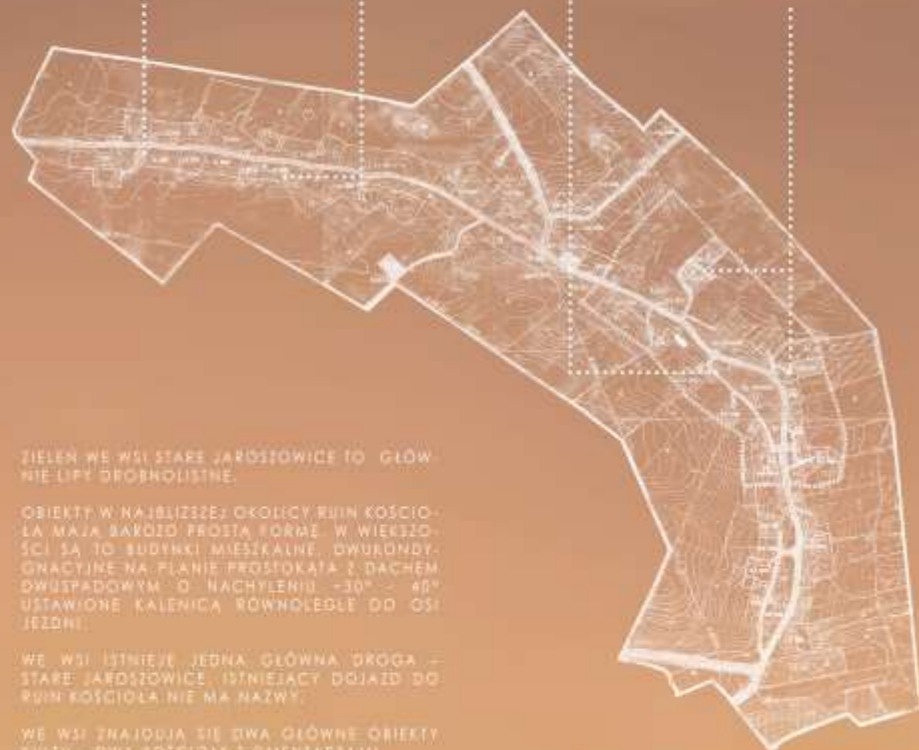 ZIELEŃ WE WSI STARE JAROSZOWICE TO GŁÓW-
NIE LIPY DROBNOLISTNE.
OBIEKTY W NAJBLIŻSZEJ OKOLICY RUIN KOŚCIO-
ŁA MAJĄ BARDZO PROSTĄ FORMĘ. W WIĘKSZO-
ŚCI SĄ TO BUDYNKI MIESZKALNE, DWUKONDY-
GNACYJNE NA PLANIE PROSTOKĄTA Z DACHEM
DWUSPADOWYM O NACHYLENIU ~30° - 40°
USTAWIONE KALENICĄ RÓWNOLEGLE DO OSI
JEZDNI.
WE WSI ISTNIEJE JEDNA GŁÓWNA DROGA -
STARE JAROSZOWICE. ISTNIEJĄCY DOJAZD DO
RUIN KOŚCIOŁA NIE MA NAZWY.
WE WSI ZNAJDUJĄ SIĘ DWA GŁÓWNE OBIEKTY